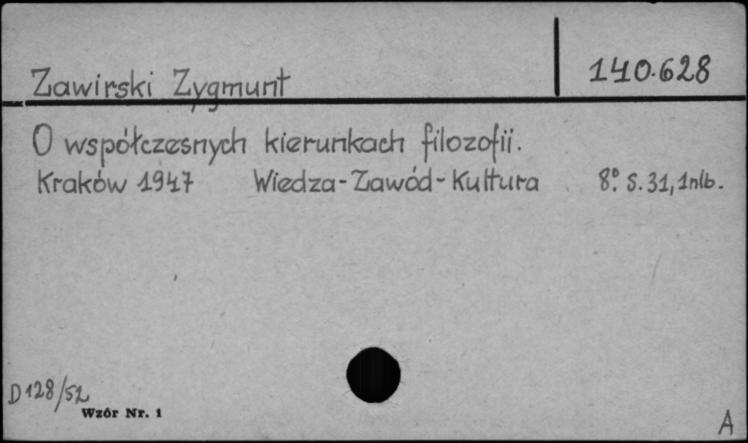 Zawirski Zygmunt
140.628
O współczesnych kierunkach filozofii.
Kraków 1947 Wiedza-Zawód-Kultura 8° S. 31, 1nlb.
D128/52
Wzór Nr. 1
A